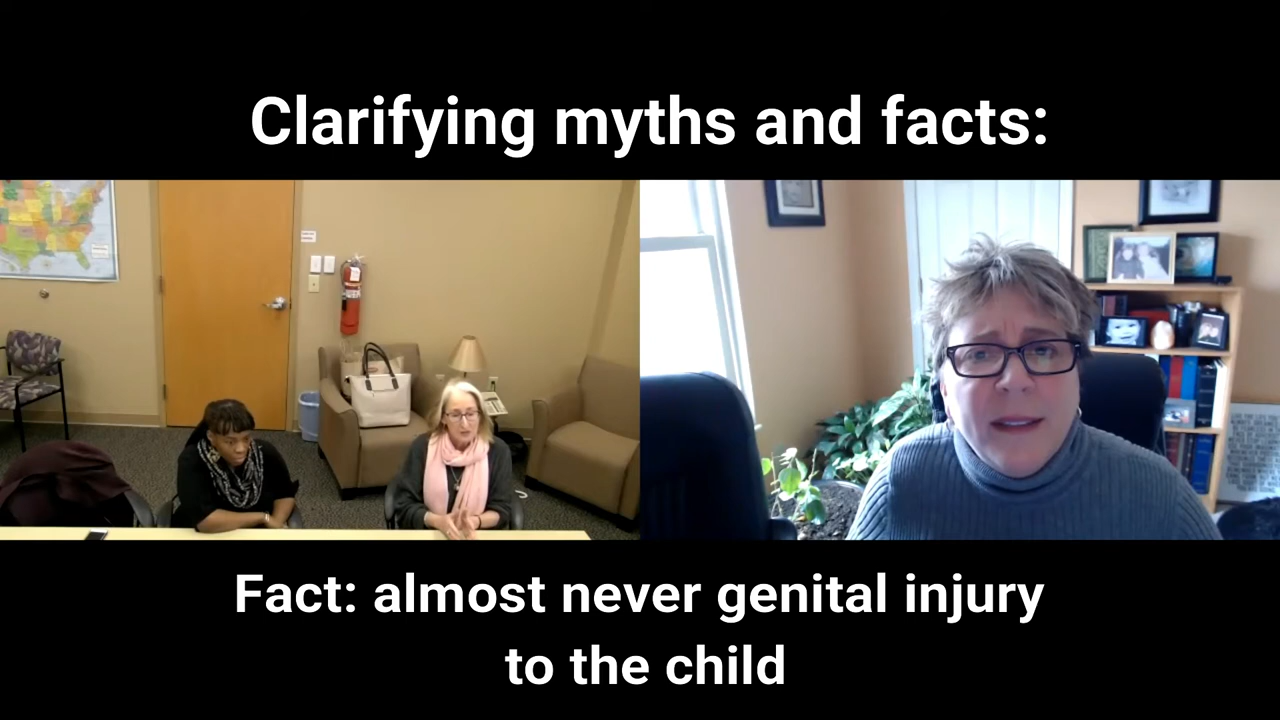 Clarifying myths and facts:
Fact: almost never genital injury
to the child